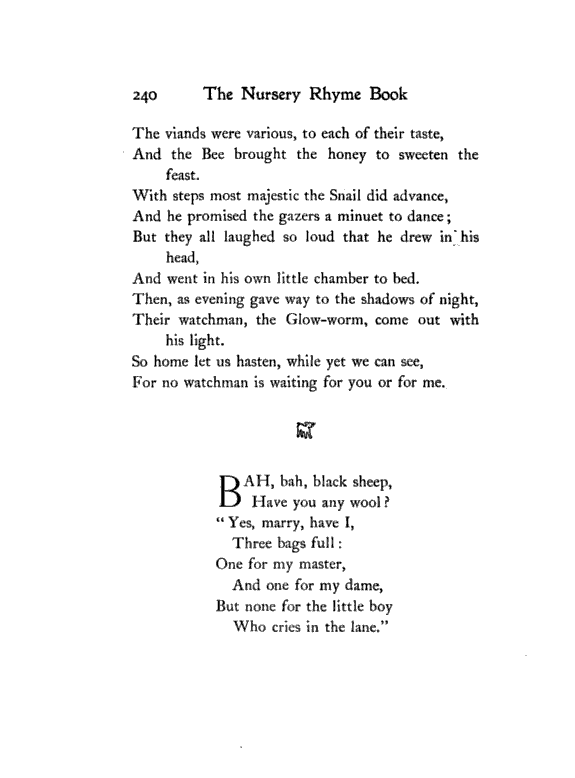 240 The Nursery Rhyme Book
The viands were various, to each of their taste,
And the Bee brought the honey to sweeten the
feast.
With steps most majestic the Snail did advance,
And he promised the gazers a minuet to dance;
But they all laughed so loud that he drew in his
head,
And went in his own little chamber to bed.
Then, as evening gave way to the shadows of night,
Their watchman, the Glow-worm, come out with
his light.
So home let us hasten, while yet we can see,
For no watchman is waiting for you or for me.
BAH, bah, black sheep,
Have you any wool?
“Yes, marry, have I,
Three bags full:
One for my master,
And one for my dame,
But none for the little boy
Who cries in the lane.”